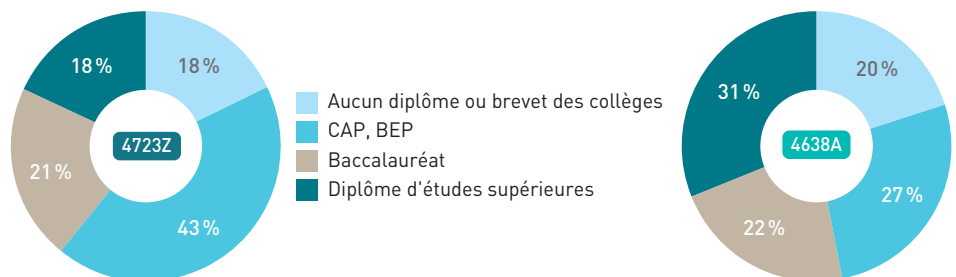 18 %
18 %
21 %
43 %
4723Z
Aucun diplôme ou brevet des collèges
CAP, BEP
Baccalauréat
Diplôme d'études supérieures
20 %
31 %
27 %
22 %
4638A